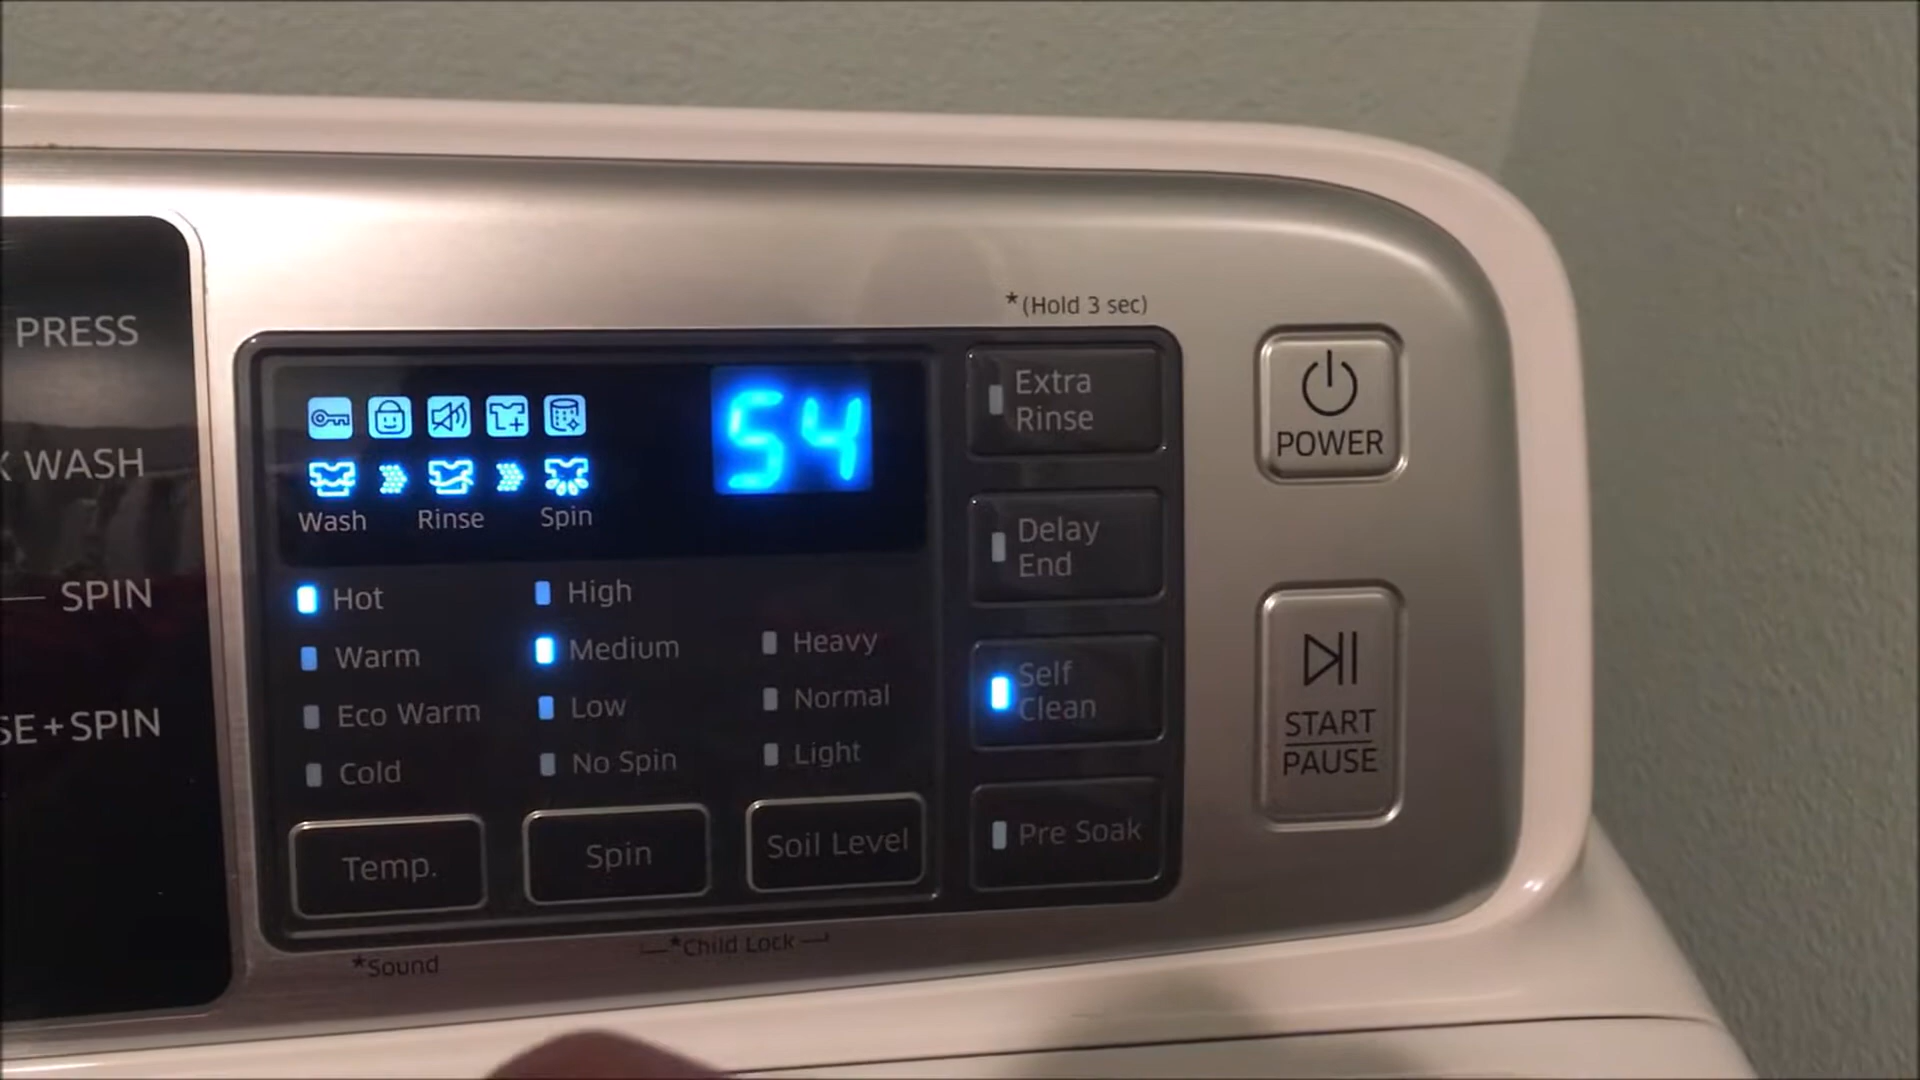 PRESS
WASH
SPIN
SE+SPIN
Wash Rinse Spin
54
Hot
Warm
Eco Warm
Cold
Temp.
*Sound
High
Medium
Low
No Spin
Spin
*Child Lock
Heavy
Normal
Light
Soil Level
*(Hold 3 sec)
Extra
Rinse
Delay
End
Self
Clean
Pre Soak
POWER
START
PAUSE